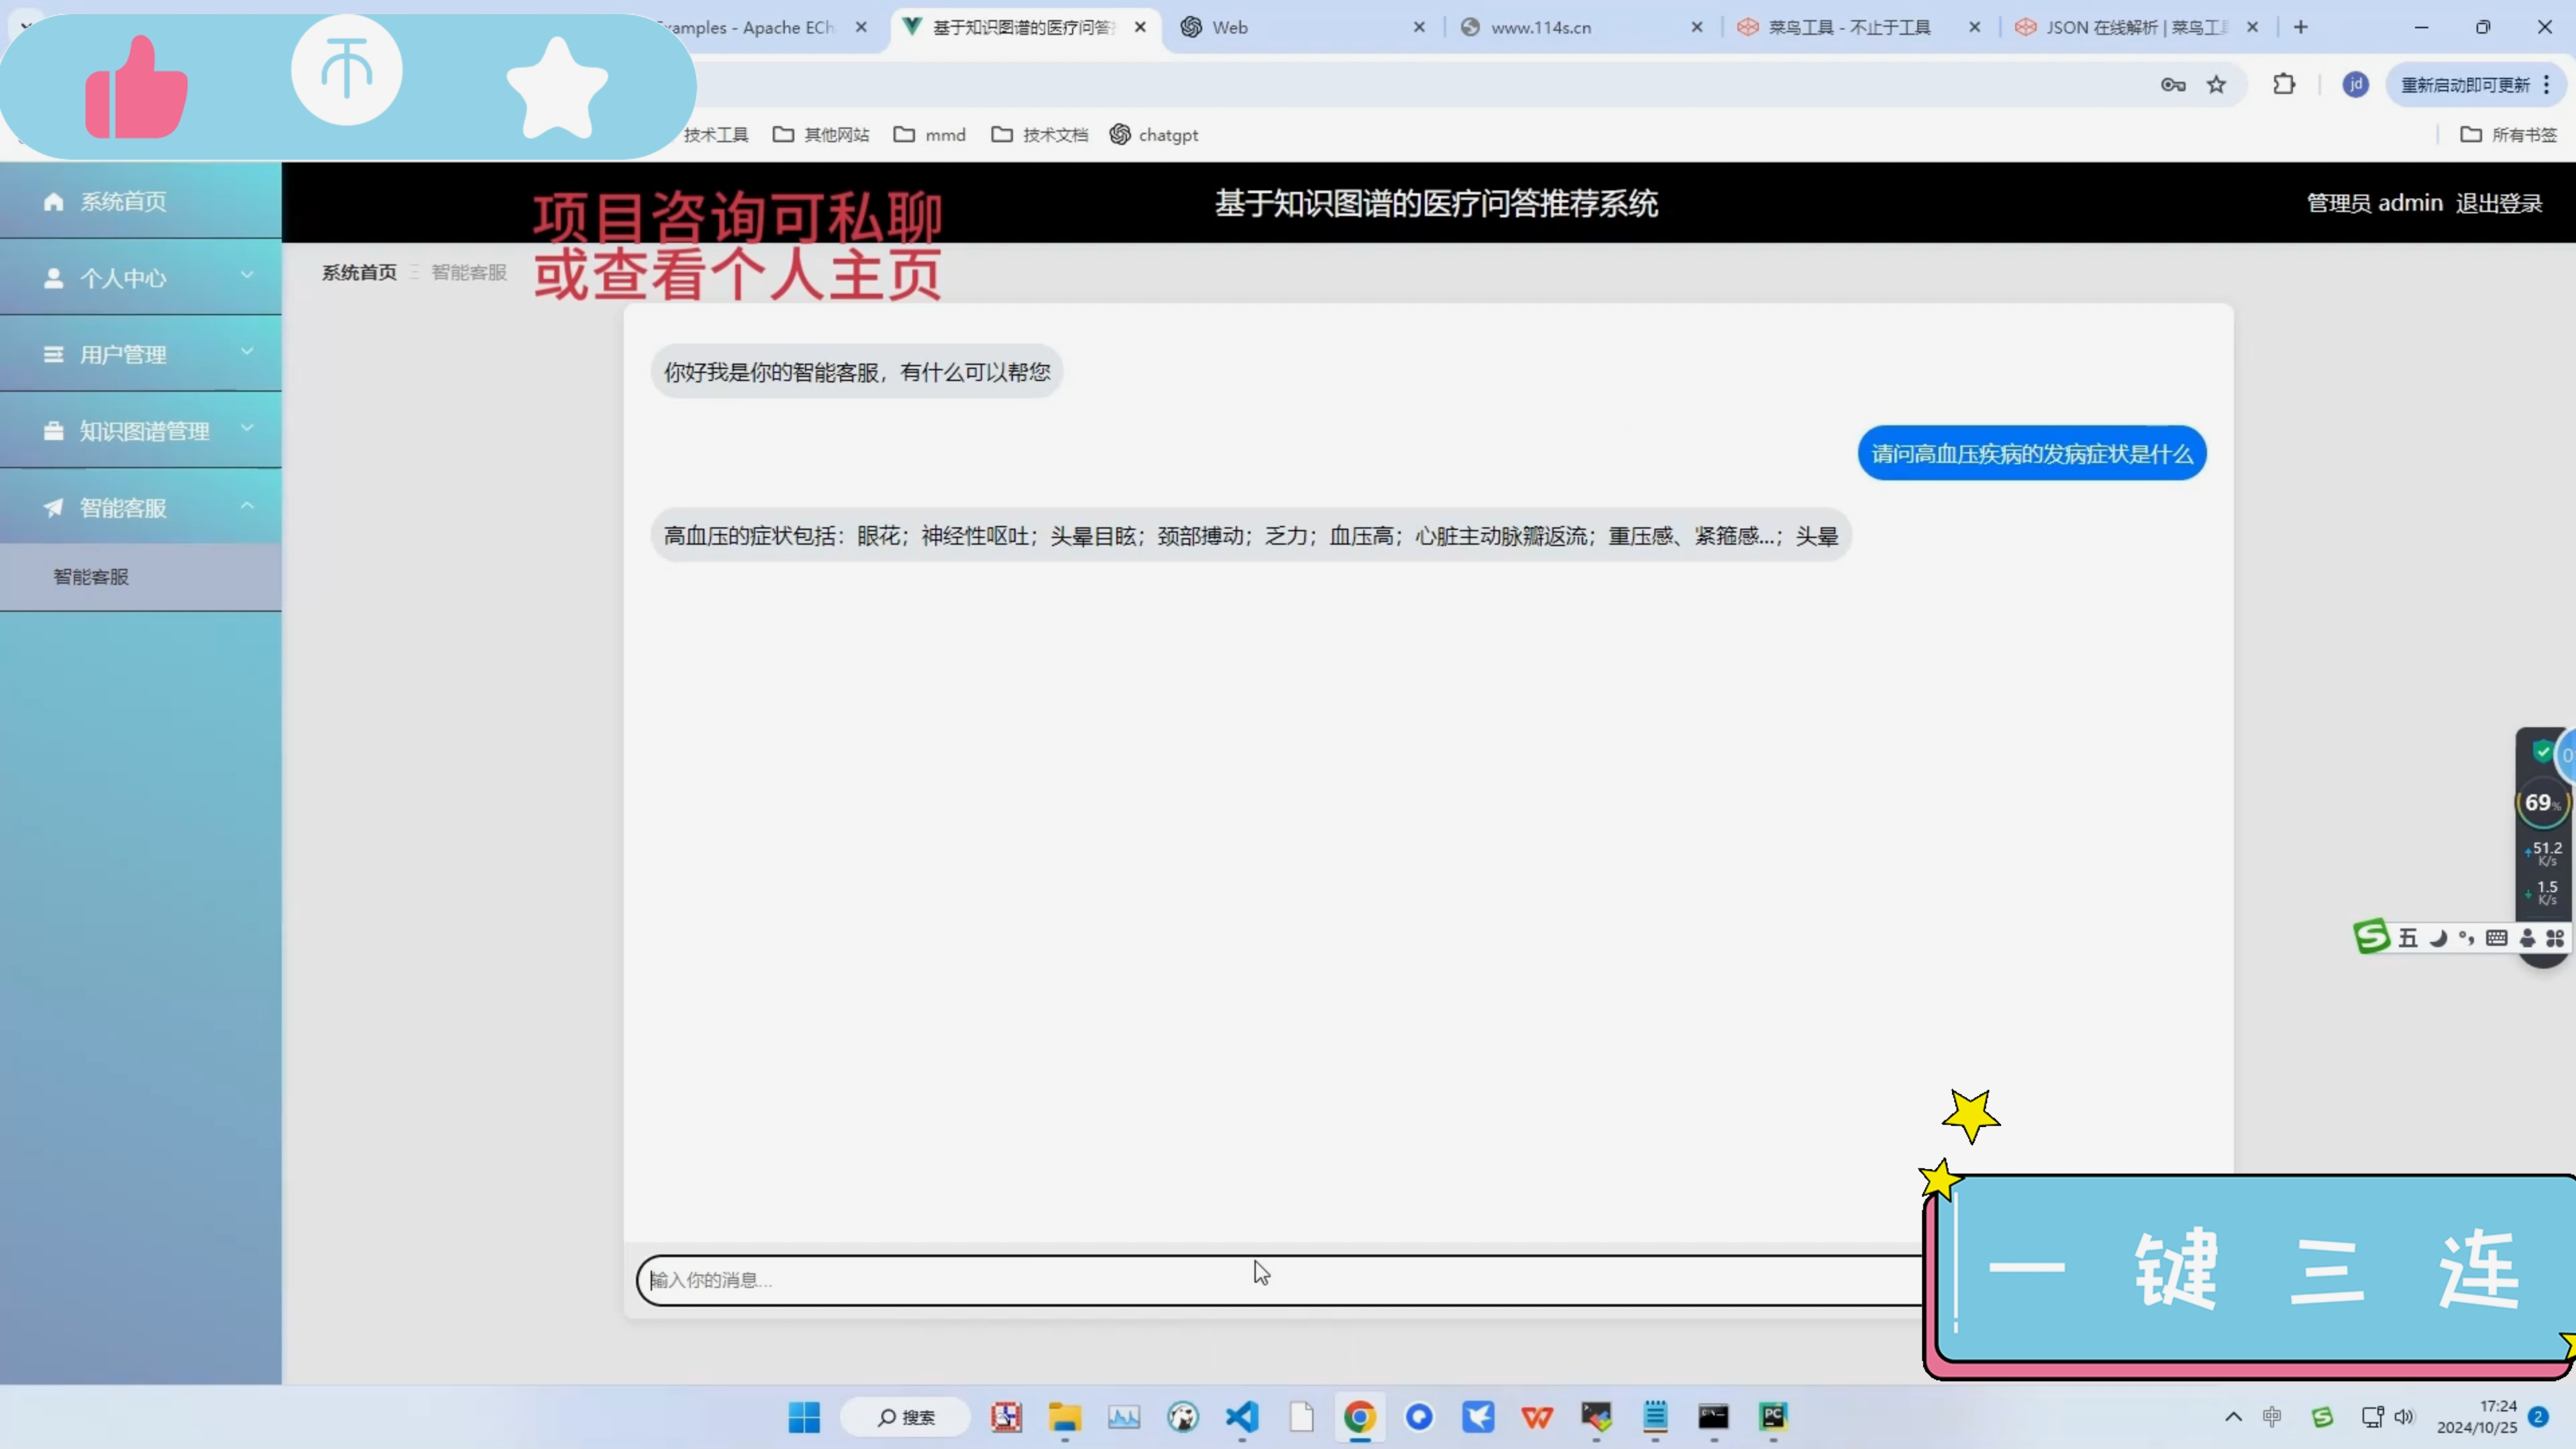 Examples - Apache ECh
基于知识图谱的医疗问答
Web
www.114s.cn
菜鸟工具 - 不止于工具
JSON 在线解析 | 菜鸟工具
jd
重新启动即可更新
技术工具
其他网站
mmd
技术文档
chatgpt
所有书签
系统首页
个人中心
用户管理
知识图谱管理
智能客服
智能客服
基于知识图谱的医疗问答推荐系统
管理员 admin 退出登录
项目咨询可私聊
或查看个人主页
系统首页
智能客服
你好我是你的智能客服，有什么可以帮您
请问高血压疾病的发病症状是什么
高血压的症状包括：眼花；神经性呕吐；头晕目眩；颈部搏动；乏力；血压高；心脏主动脉瓣返流；重压感、紧箍感...；头晕
69%
51.2
K/s
1.5
K/s
五
输入你的消息...
一 键 三 连
搜索
中
17:24
2024/10/25
2